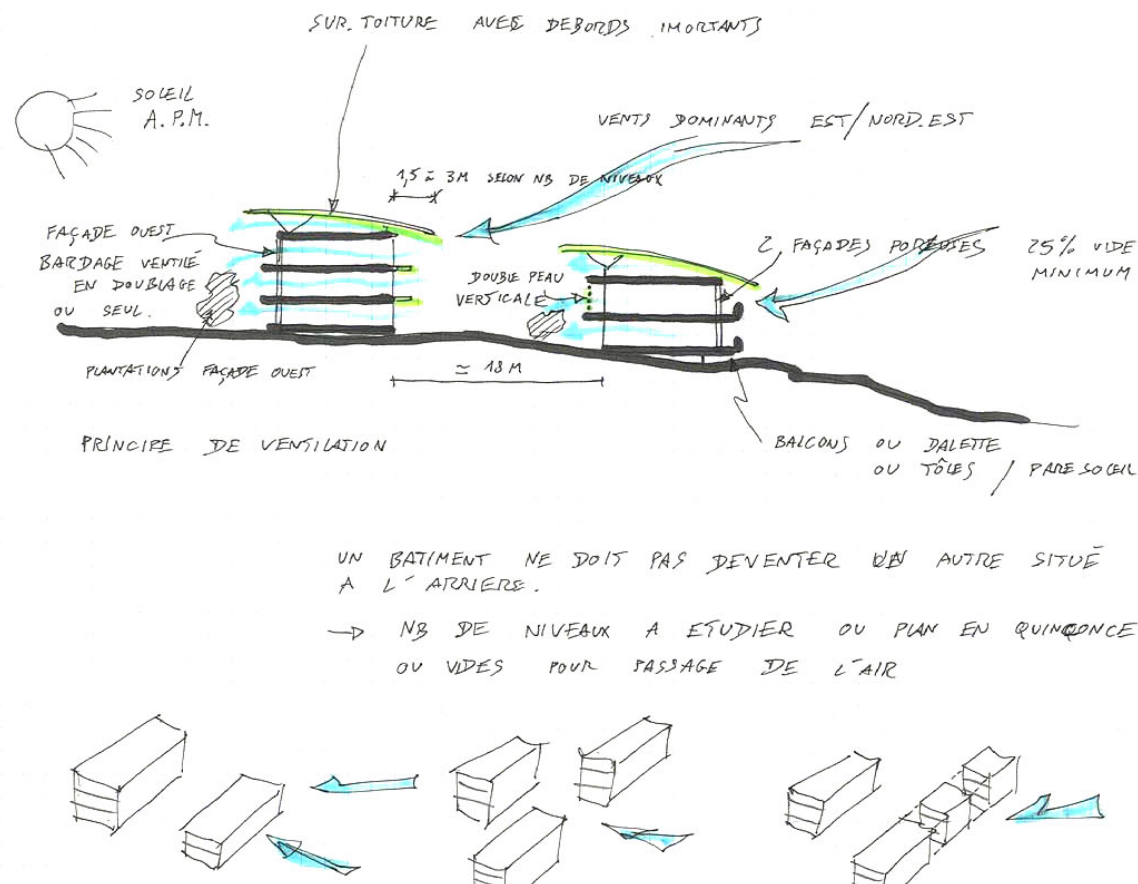 SUR.TOITURE AVEC DEBORDS IMORTANTS
SOLEIL
A.P.M.
VENTS DOMINANTS EST/NORD.EST
1,5 à 3M SELON NB DE NIVEAUX
FAÇADE OUEST
BARDAGE VENTILÉ
EN DOUBLAGE
OU SEUL.
DOUBLE PEAU
VERTICALE
2 FAÇADES POREUSES 25% VIDE
MINIMUM
PLANTATIONS FAÇADE OUEST
≃ 18 M
PRINCIPE DE VENTILATION
BALCONS OU DALETTE
OU TÔLES / PARE SOLEIL
UN BATIMENT NE DOIT PAS DEVENTER UN AUTRE SITUÉ
A L'ARRIERE.
→ NB DE NIVEAUX A ETUDIER OU PLAN EN QUINQONCE
OU VIDES POUR PASSAGE DE L'AIR